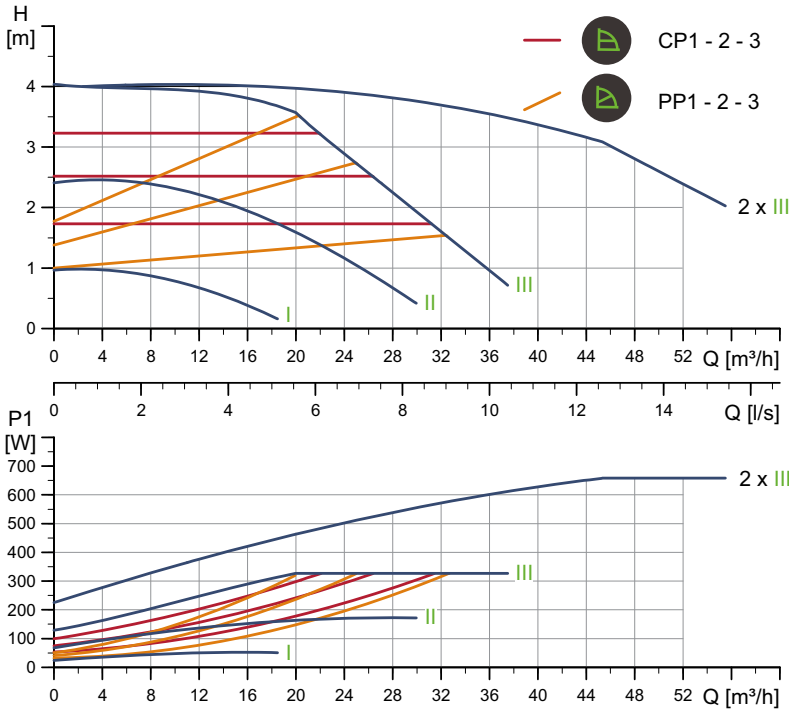 H
[m]
CP1 - 2 - 3
PP1 - 2 - 3
4
3
2
1
0
2 x III
III
II
I
0 4 8 12 16 20 24 28 32 36 40 44 48 52 Q [m³/h]
0 2 4 6 8 10 12 14 Q [l/s]
P1
[W]
700
600
500
400
300
200
100
0
2 x III
III
II
I
0 4 8 12 16 20 24 28 32 36 40 44 48 52 Q [m³/h]